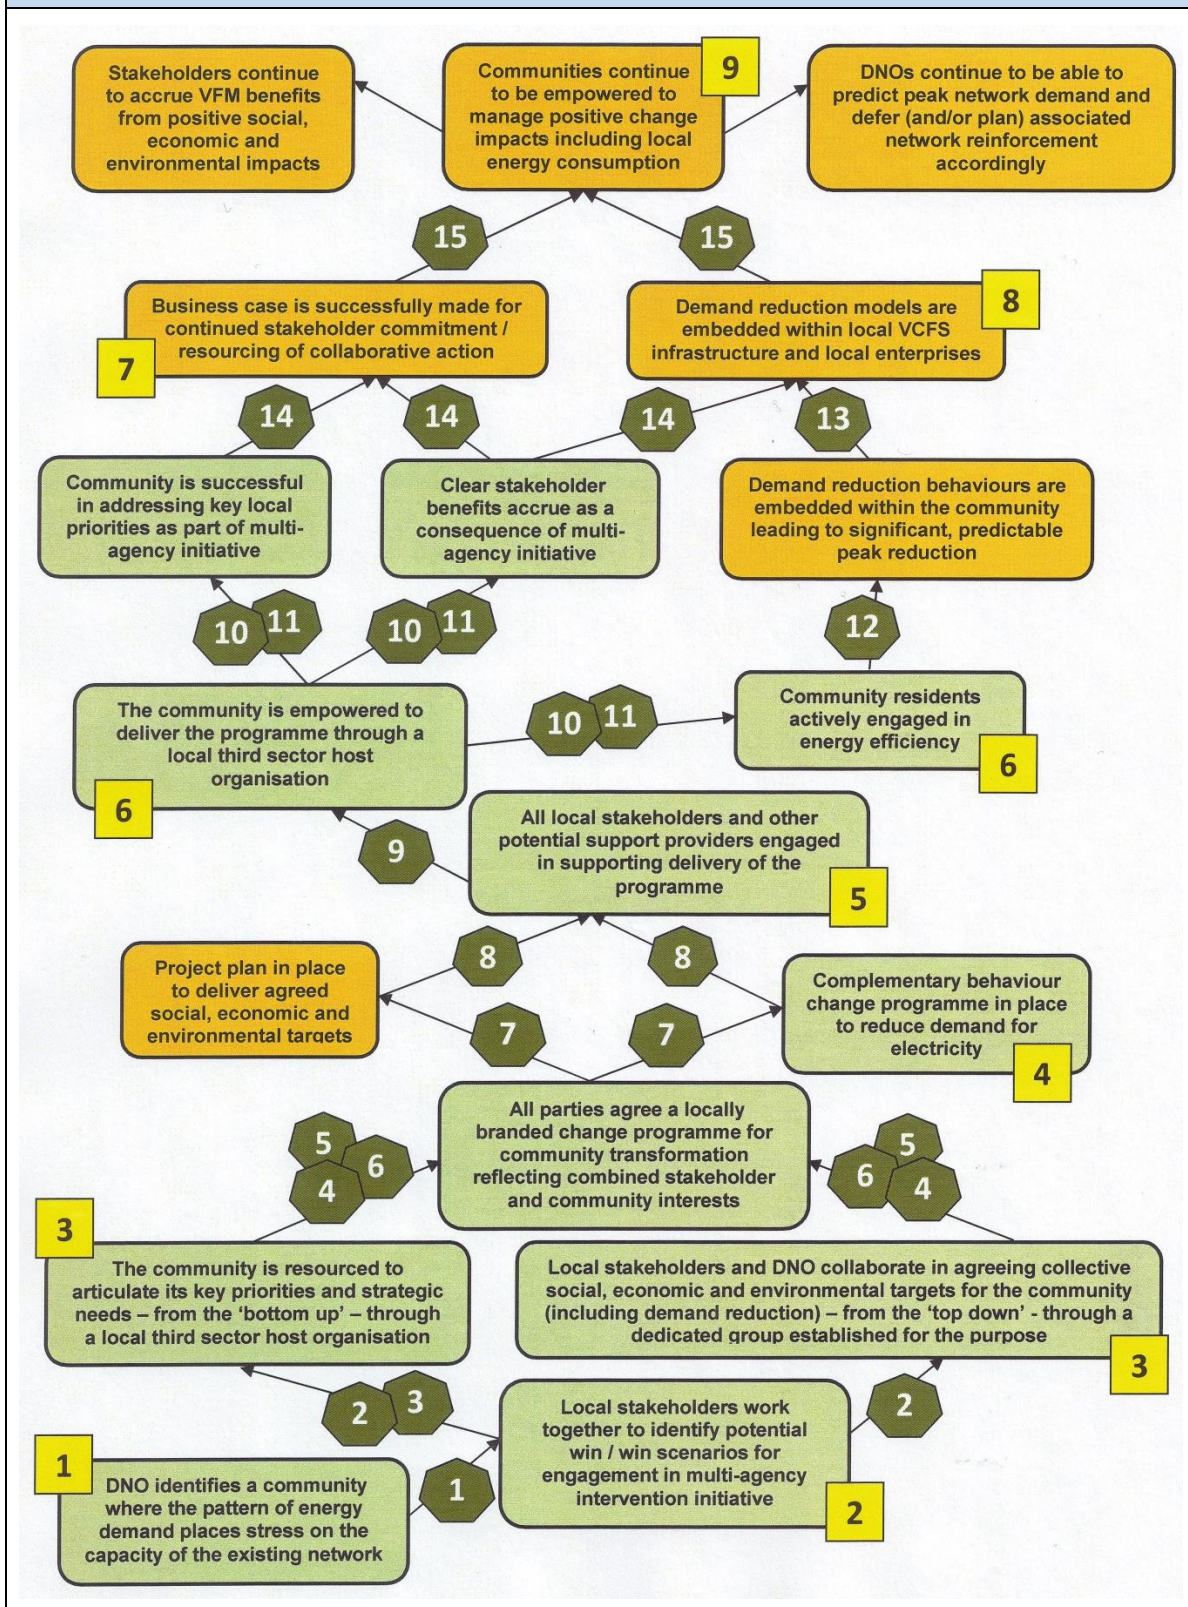 Stakeholders continue
to accrue VFM benefits
from positive social,
economic and
environmental impacts
Communities continue
to be empowered to
manage positive change
impacts including local
energy consumption
9
DNOs continue to be able to
predict peak network demand and
defer (and/or plan) associated
network reinforcement
accordingly
15
15
Business case is successfully made for
continued stakeholder commitment /
resourcing of collaborative action
7
Demand reduction models are
embedded within local VCFS
infrastructure and local enterprises
8
14
14
14
13
Community is successful
in addressing key local
priorities as part of multi-
agency initiative
Clear stakeholder
benefits accrue as a
consequence of multi-
agency initiative
Demand reduction behaviours are
embedded within the community
leading to significant, predictable
peak reduction
10
11
10
11
12
The community is empowered to
deliver the programme through a
local third sector host
organisation
6
10
11
Community residents
actively engaged in
energy efficiency
6
9
All local stakeholders and other
potential support providers engaged
in supporting delivery of the
programme
5
8
8
Project plan in place
to deliver agreed
social, economic and
environmental targets
7
7
Complementary behaviour
change programme in place
to reduce demand for
electricity
4
5
6
4
All parties agree a locally
branded change programme for
community transformation
reflecting combined stakeholder
and community interests
5
6
4
3
The community is resourced to
articulate its key priorities and strategic
needs – from the ‘bottom up’ – through
a local third sector host organisation
Local stakeholders and DNO collaborate in agreeing collective
social, economic and environmental targets for the community
(including demand reduction) – from the ‘top down’ - through a
dedicated group established for the purpose
3
2
3
2
1
DNO identifies a community
where the pattern of energy
demand places stress on the
capacity of the existing network
1
Local stakeholders work
together to identify potential
win / win scenarios for
engagement in multi-agency
intervention initiative
2